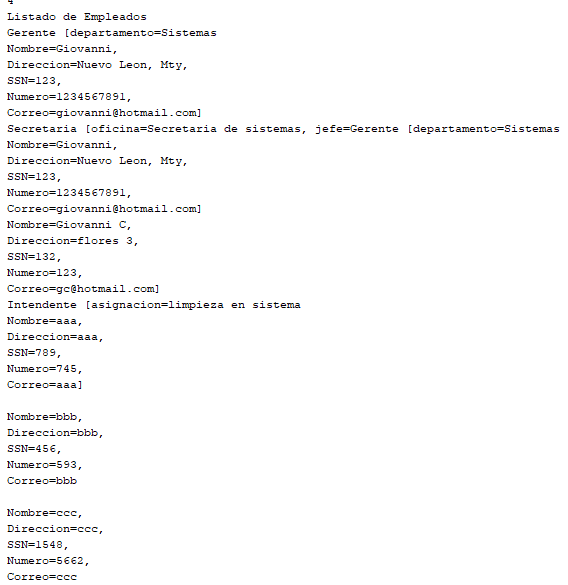 4
Listado de Empleados
Gerente [departamento=Sistemas
Nombre=Giovanni,
Direccion=Nuevo Leon, Mty,
SSN=123,
Numero=1234567891,
Correo=giovanni@hotmail.com]
Secretaria [oficina=Secretaria de sistemas, jefe=Gerente [departamento=Sistemas
Nombre=Giovanni,
Direccion=Nuevo Leon, Mty,
SSN=123,
Numero=1234567891,
Correo=giovanni@hotmail.com]
Nombre=Giovanni C,
Direccion=flores 3,
SSN=132,
Numero=123,
Correo=gc@hotmail.com]
Intendente [asignacion=limpieza en sistema
Nombre=aaa,
Direccion=aaa,
SSN=789,
Numero=745,
Correo=aaa]
Nombre=bbb,
Direccion=bbb,
SSN=456,
Numero=593,
Correo=bbb
Nombre=ccc,
Direccion=ccc,
SSN=1548,
Numero=5662,
Correo=ccc